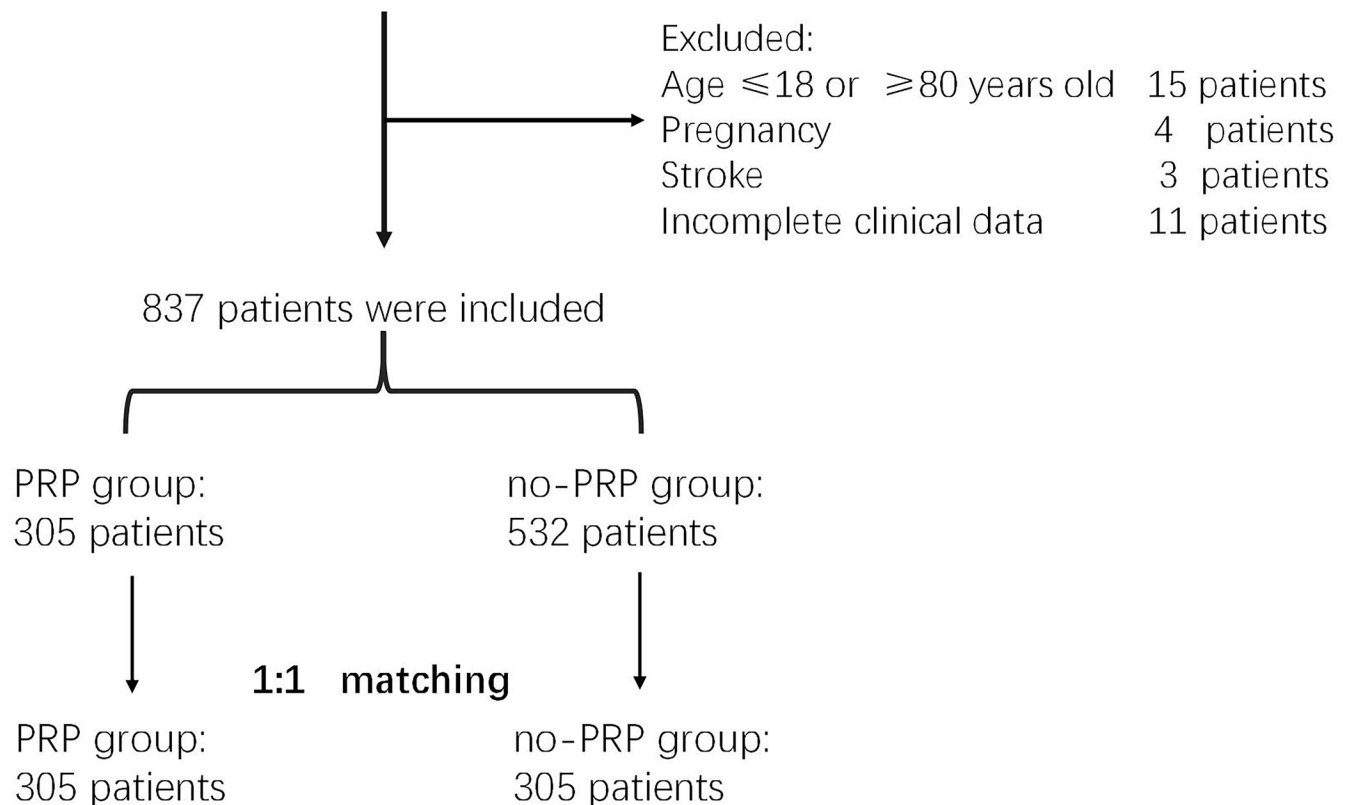 Excluded:
Age ⩽18 or ⩾80 years old 15 patients
Pregnancy 4 patients
Stroke 3 patients
Incomplete clinical data 11 patients
837 patients were included
PRP group:
305 patients
no-PRP group:
532 patients
1:1 matching
PRP group:
305 patients
no-PRP group:
305 patients